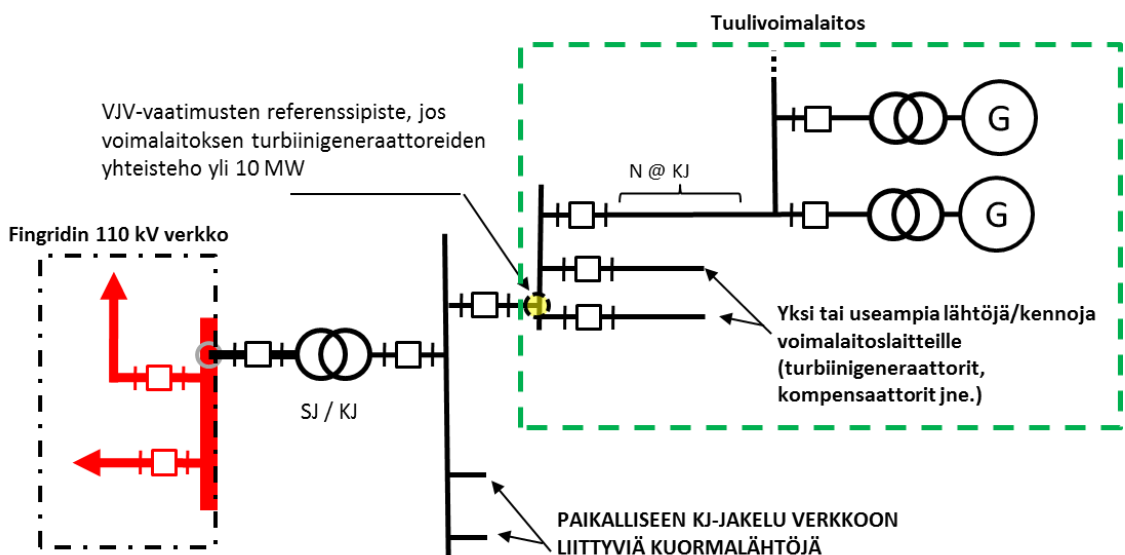 Tuulivoimalaitos
VJV-vaatimusten referenssipiste, jos
voimalaitoksen turbiinigeneraattoreiden
yhteisteho yli 10 MW
G
N @ KJ
G
Fingridin 110 kV verkko
Yksi tai useampia lähtöjä/kennoja
voimalaitoslaitteille
(turbiinigeneraattorit,
kompensaattorit jne.)
SJ / KJ
PAIKALLISEEN KJ-JAKELU VERKKOON
LIITTYVIÄ KUORMALÄHTÖJÄ